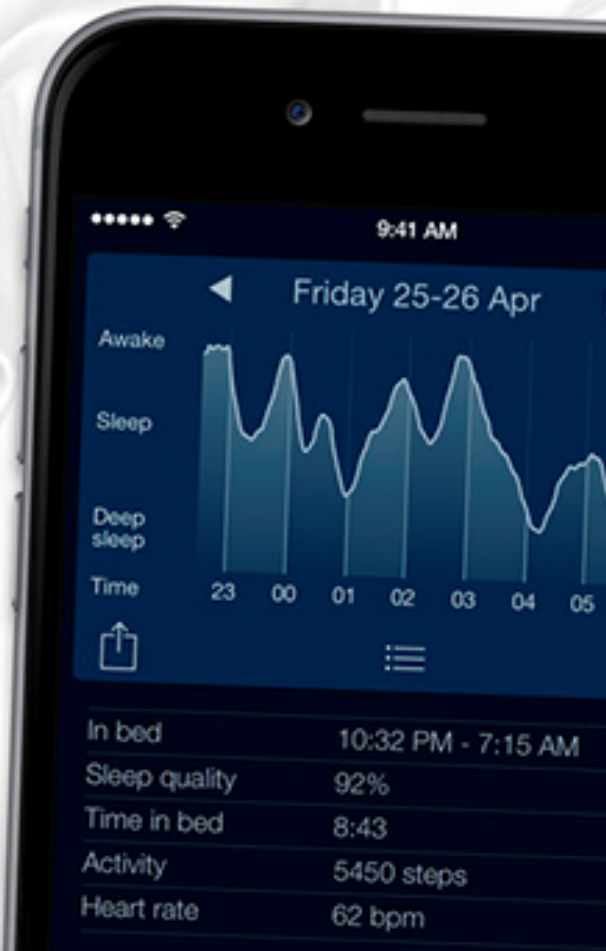 9:41 AM
Friday 25-26 Apr
Awake
Sleep
Deep
sleep
Time 23 00 01 02 03 04 05
In bed 10:32 PM - 7:15 AM
Sleep quality 92%
Time in bed 8:43
Activity 5450 steps
Heart rate 62 bpm